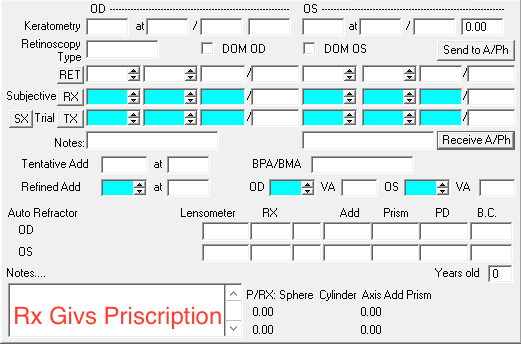 OD OS
Keratometry at / at / 0.00
Retinoscopy Type DOM OD DOM OS Send to A/Ph
RET / /
Subjective RX / /
SX Trial TX / /
Notes: Receive A/Ph
Tentative Add at BPA/BMA
Refined Add at OD VA OS VA
Auto Refractor Lensometer RX Add Prism PD B.C.
OD
OS
Notes.... Years old 0
Rx Givs Priscription
P/RX: Sphere Cylinder Axis Add Prism
0.00 0.00
0.00 0.00